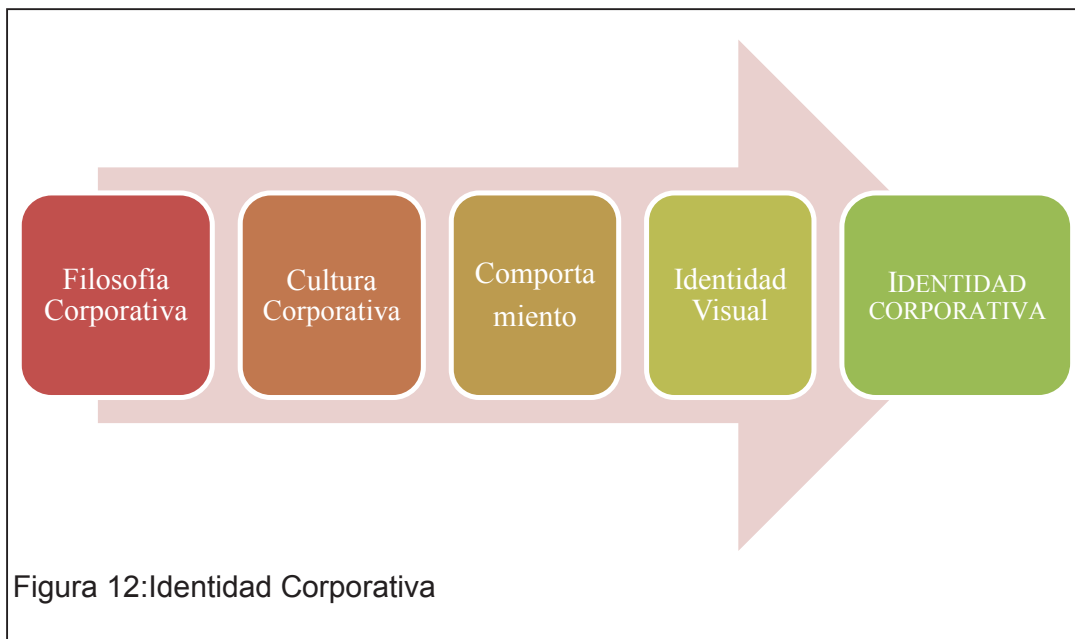 Filosofía
Corporativa
Cultura
Corporativa
Comporta
miento
Identidad
Visual
IDENTIDAD
CORPORATIVA
Figura 12:Identidad Corporativa